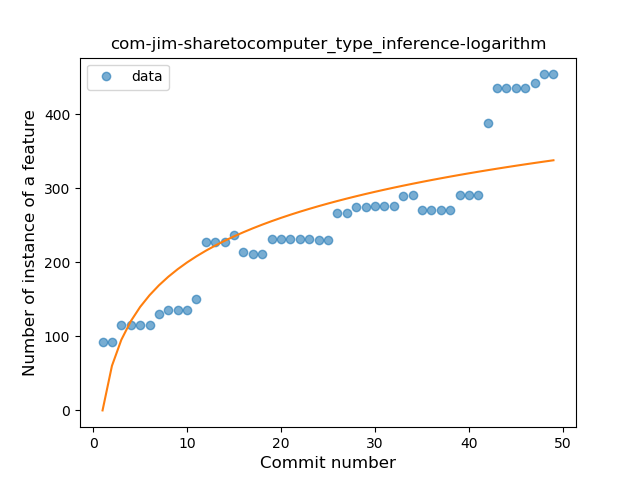 com-jim-sharetocomputer_type_inference-logarithm
data
Number of instance of a feature
400
300
200
100
0
0 10 20 30 40 50
Commit number